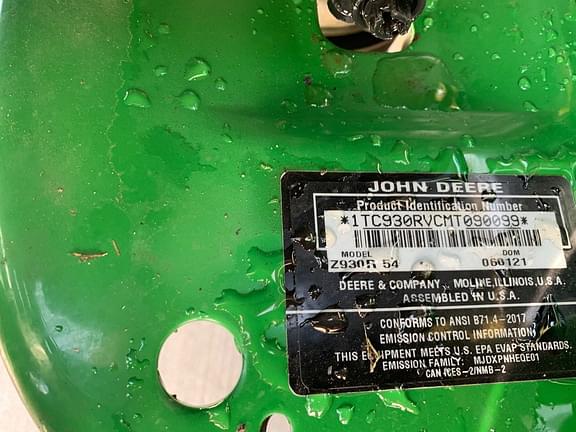 JOHN DEERE
Product Identification Number
*1TC930RVCMT090099*
MODEL DOM
Z930R 54 060121
DEERE & COMPANY MOLINE, ILLINOIS, U.S.A.
ASSEMBLED IN U.S.A.
CONFORMS TO ANSI B71.4-2017
EMISSION CONTROL INFORMATION
THIS EQUIPMENT MEETS U.S. EPA EVAP STANDARDS.
EMISSION FAMILY: MJDXPNHEQE01
CAN ICES-2/NMB-2